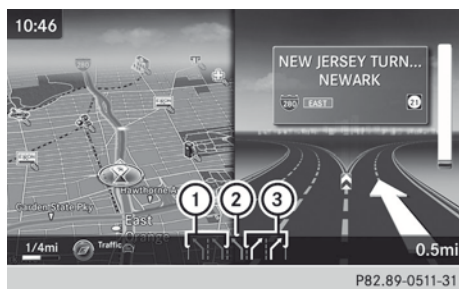 10:46
280
NEW JERSEY TURN...
NEWARK
280 EAST 21
Hawthorne A
Garden State Pky
East
Orange
1 2 3
1/4mi Traffic 0.5mi
P82.89-0511-31